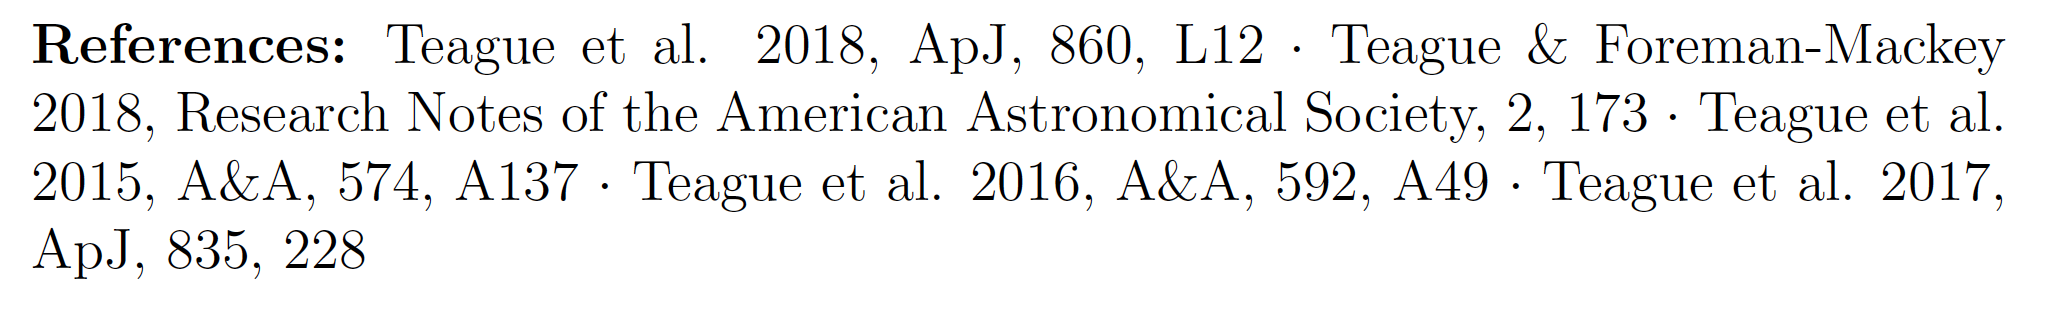 References: Teague et al. 2018, ApJ, 860, L12 · Teague & Foreman-Mackey
2018, Research Notes of the American Astronomical Society, 2, 173 · Teague et al.
2015, A&A, 574, A137 · Teague et al. 2016, A&A, 592, A49 · Teague et al. 2017,
ApJ, 835, 228